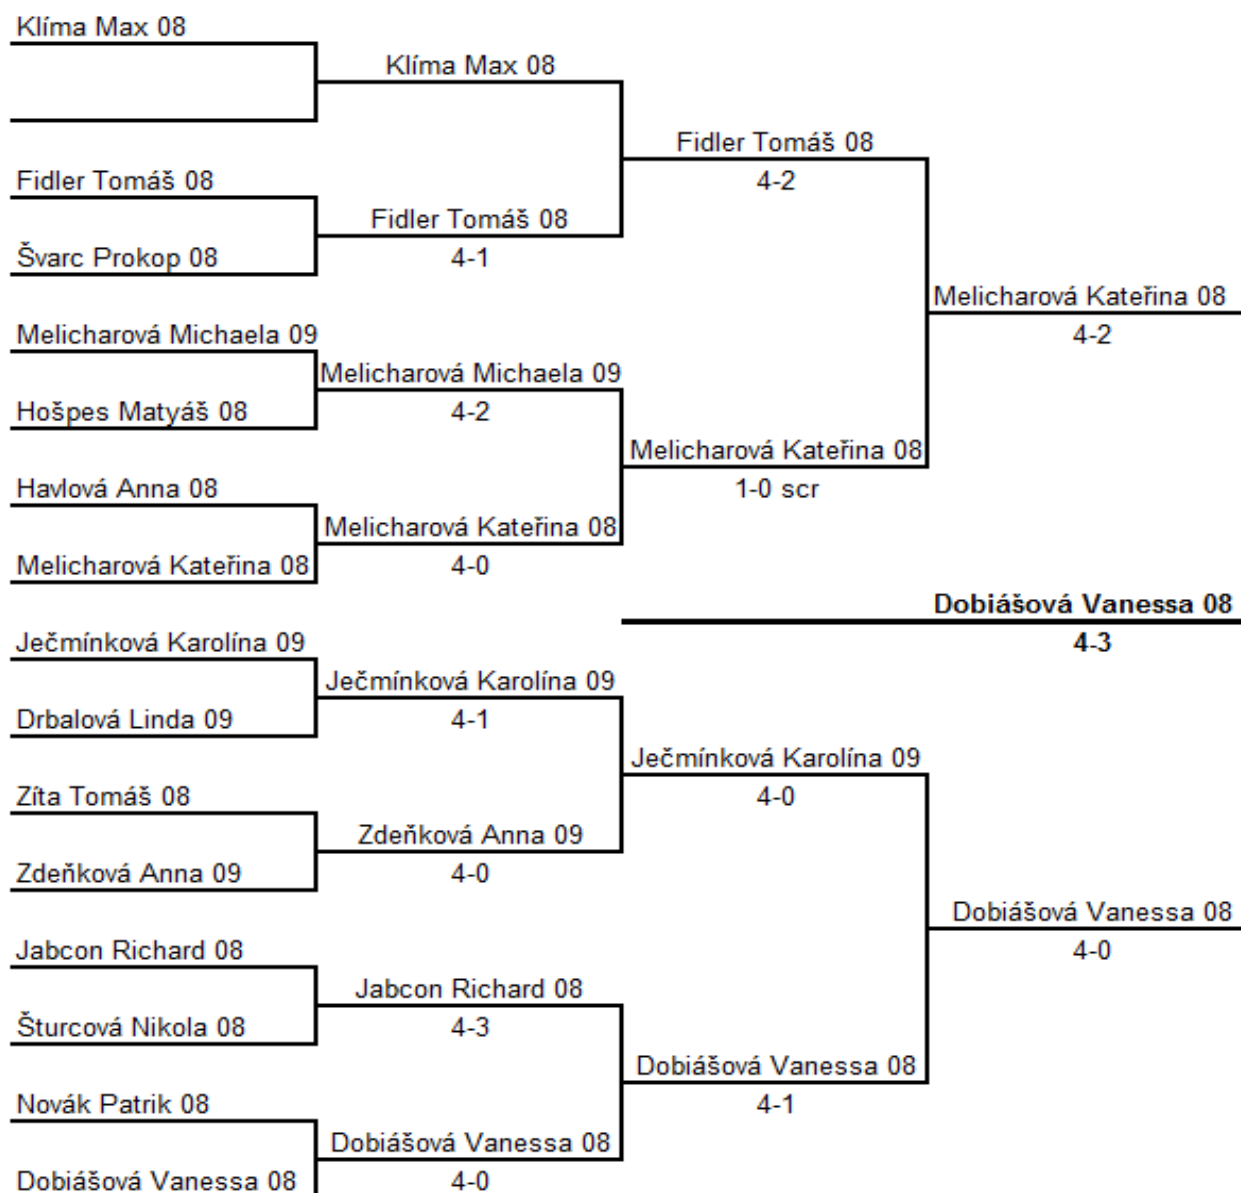 Klíma Max 08
Klíma Max 08
Fidler Tomáš 08
4-2
Fidler Tomáš 08
Fidler Tomáš 08
4-1
Švarc Prokop 08
Melicharová Kateřina 08
4-2
Melicharová Michaela 09
Melicharová Michaela 09
4-2
Hošpes Matyáš 08
Melicharová Kateřina 08
1-0 scr
Havlová Anna 08
Melicharová Kateřina 08
4-0
Melicharová Kateřina 08
Dobiášová Vanessa 08
4-3
Ječmínková Karolína 09
Ječmínková Karolína 09
4-1
Drbalová Linda 09
Ječmínková Karolína 09
4-0
Zíta Tomáš 08
Zdeňková Anna 09
4-0
Zdeňková Anna 09
Dobiášová Vanessa 08
4-0
Jabcon Richard 08
Jabcon Richard 08
4-3
Šturcová Nikola 08
Dobiášová Vanessa 08
4-1
Novák Patrik 08
Dobiášová Vanessa 08
4-0
Dobiášová Vanessa 08